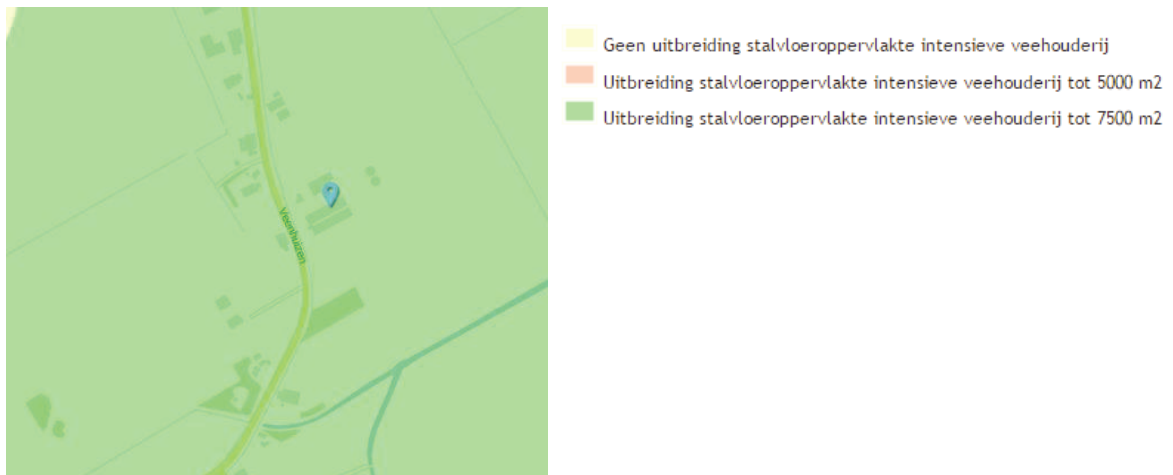 Veenhuizen
Geen uitbreiding stalvloeroppervlakte intensieve veehouderij
Uitbreiding stalvloeroppervlakte intensieve veehouderij tot 5000 m2
Uitbreiding stalvloeroppervlakte intensieve veehouderij tot 7500 m2